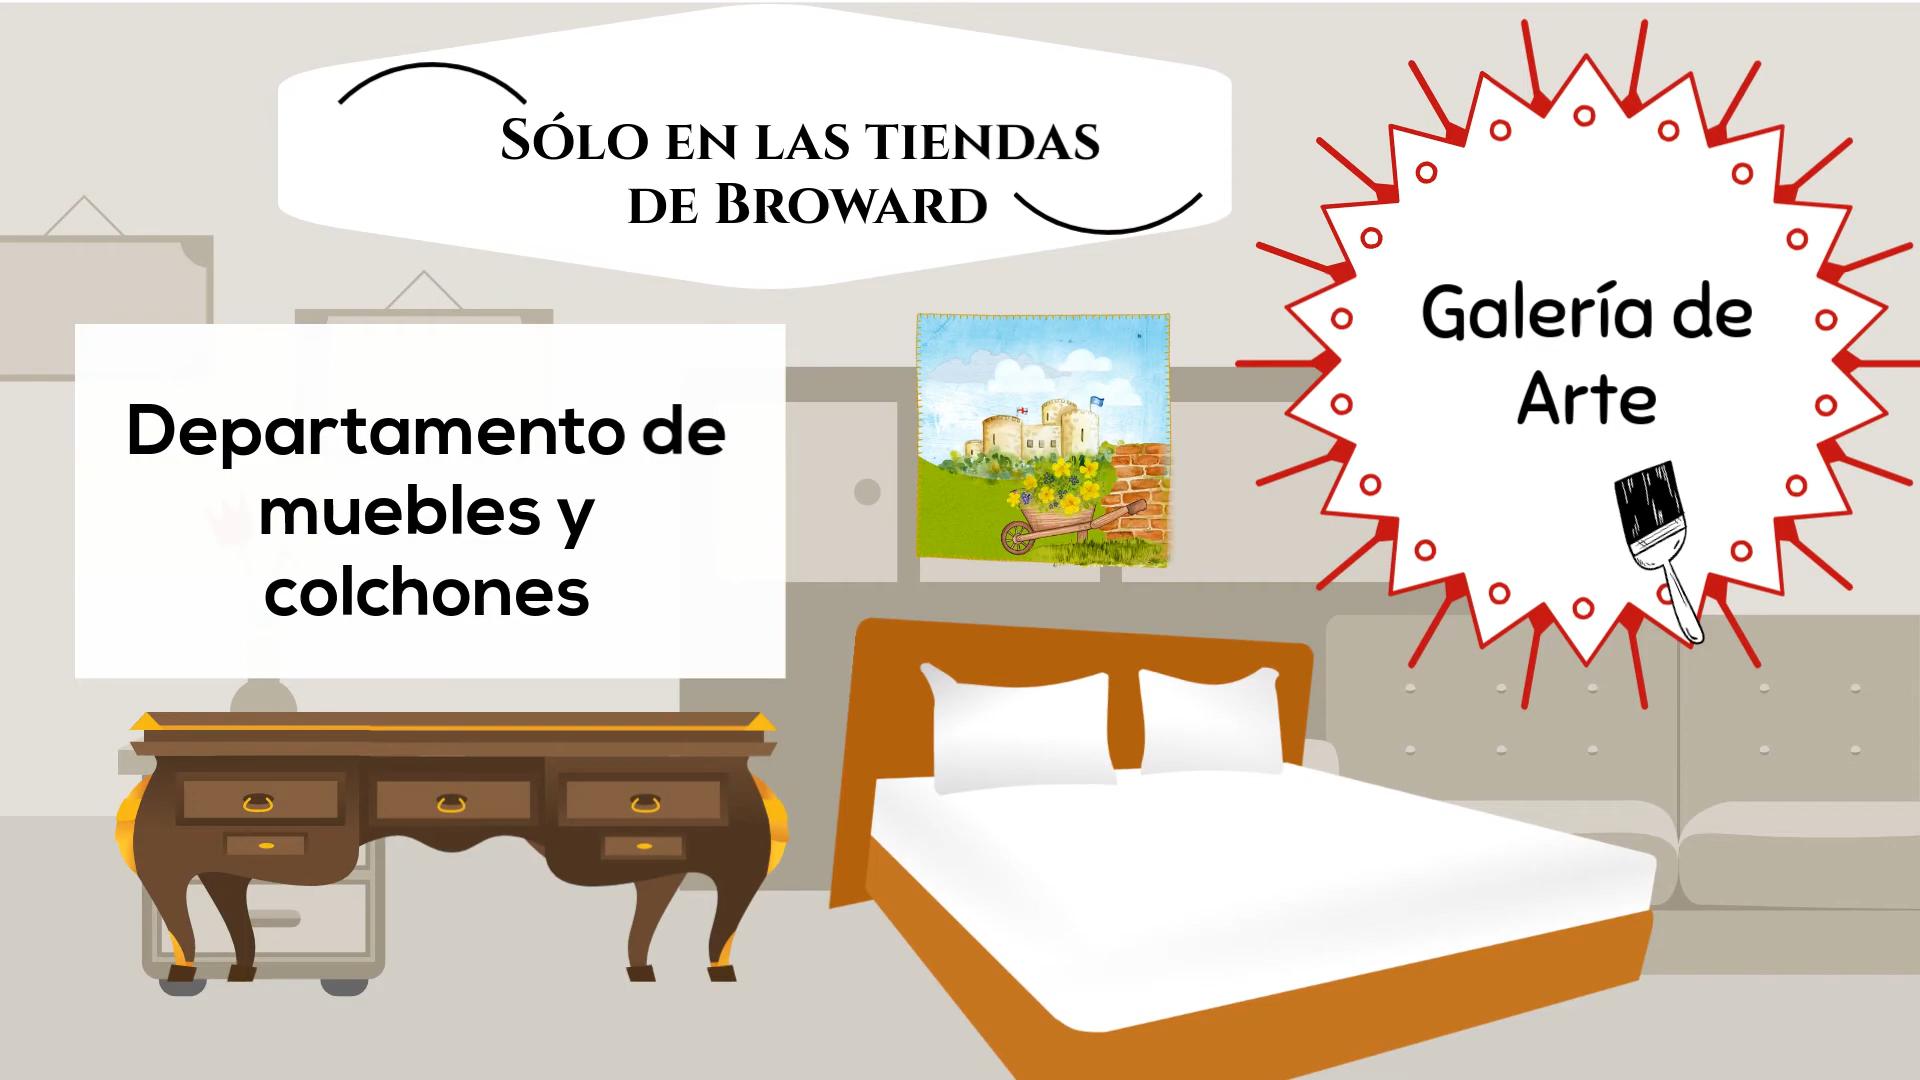 Sólo en las tiendas
de Broward
Galería de
Arte
Departamento de
muebles y
colchones